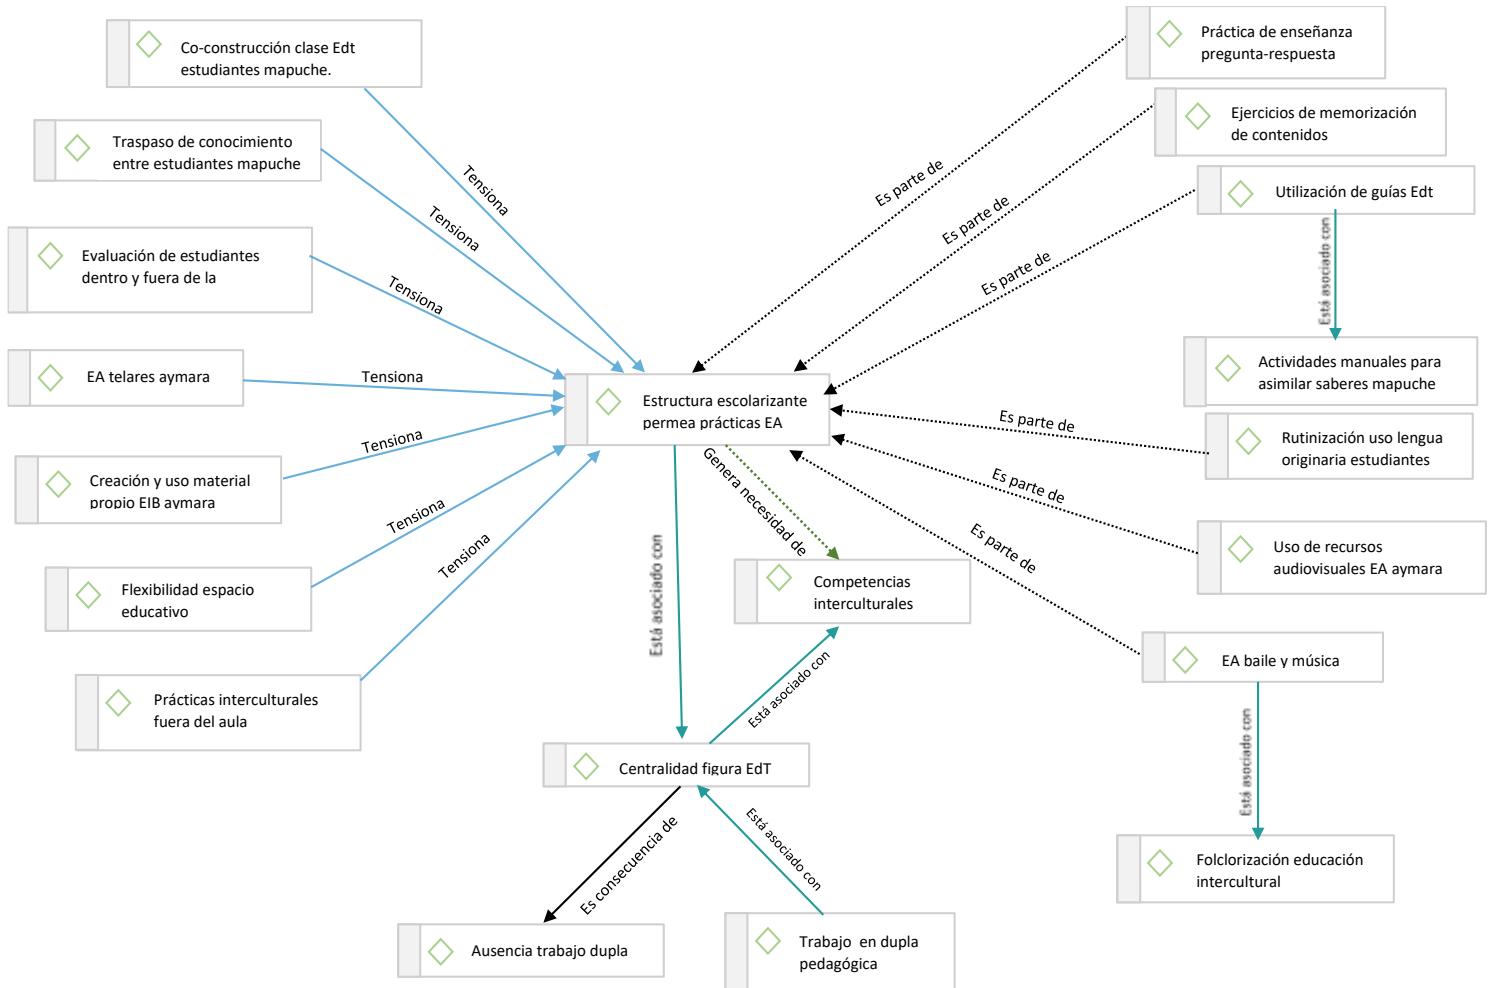 Co-construcción clase Edt
estudiantes mapuche.
Traspaso de conocimiento
entre estudiantes mapuche
Evaluación de estudiantes
dentro y fuera de la
EA telares aymara
Creación y uso material
propio EIB aymara
Flexibilidad espacio
educativo
Prácticas interculturales
fuera del aula
Tensiona
Tensiona
Tensiona
Tensiona
Tensiona
Tensiona
Tensiona
Estructura escolarizante
permea prácticas EA
Práctica de enseñanza
pregunta-respuesta
Ejercicios de memorización
de contenidos
Utilización de guías Edt
Es parte de
Es parte de
Es parte de
Está asociado con
Actividades manuales para
asimilar saberes mapuche
Es parte de
Rutinización uso lengua
originaria estudiantes
Es parte de
Uso de recursos
audiovisuales EA aymara
Es parte de
EA baile y música
Está asociado con
Folclorización educación
intercultural
Genera necesidad de
Está asociado con
Competencias
interculturales
Está asociado con
Centralidad figura EdT
Es consecuencia de
Está asociado con
Ausencia trabajo dupla
Trabajo en dupla
pedagógica